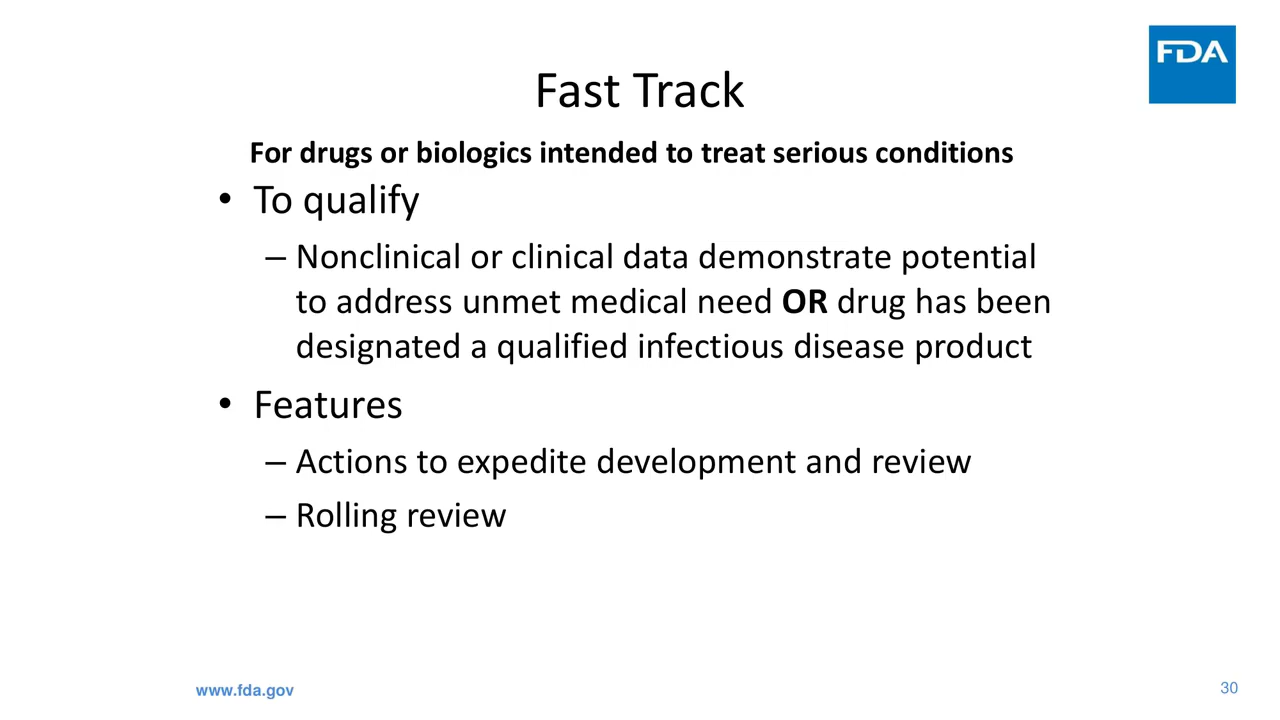 FDA
Fast Track
For drugs or biologics intended to treat serious conditions
• To qualify
– Nonclinical or clinical data demonstrate potential
to address unmet medical need OR drug has been
designated a qualified infectious disease product
• Features
– Actions to expedite development and review
– Rolling review
www.fda.gov
30